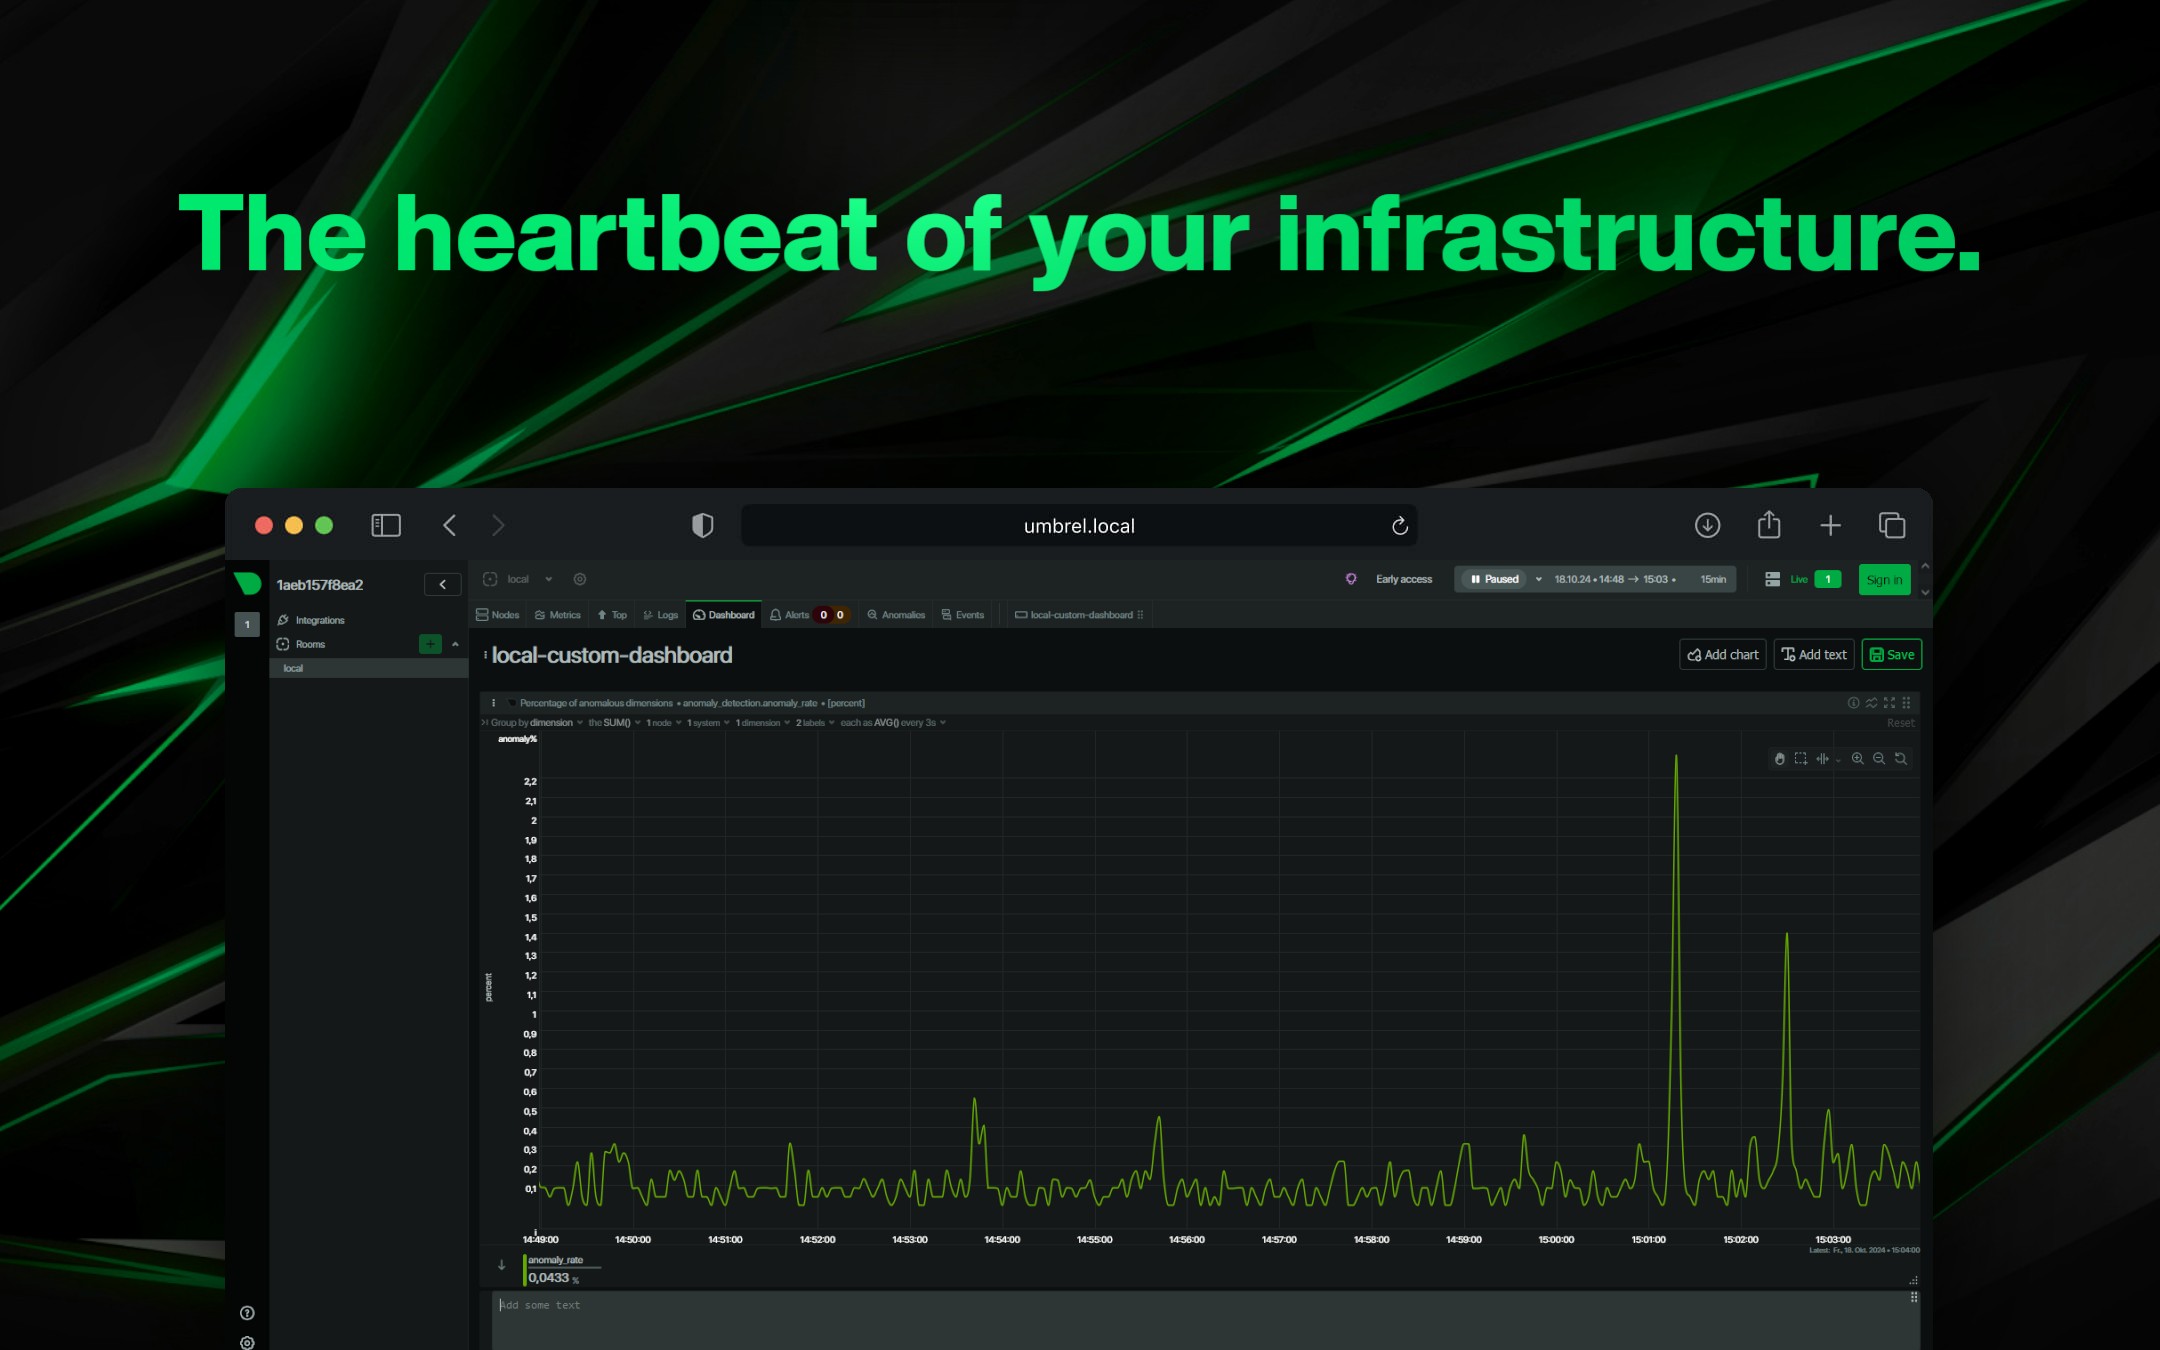 The heartbeat of your infrastructure.
umbrel.local
1aeb157f8ea2
1
Integrations
Rooms
local
local
Early access
Paused
18.10.24 • 14:48 → 15:03 •
15min
Live
1
Sign in
Nodes
Metrics
Top
Logs
Dashboard
Alerts
0
0
Anomalies
Events
local-custom-dashboard
local-custom-dashboard
Add chart
Add text
Save
Percentage of anomalous dimensions • anomaly_detection.anomaly_rate • [percent]
Group by dimension the SUM() 1 node 1 system 1 dimension 2 labels each as AVG() every 3s
Reset
anomaly%
2,2
2,1
2
1,9
1,8
1,7
1,6
1,5
1,4
1,3
1,2
1,1
1
0,9
0,8
0,7
0,6
0,5
0,4
0,3
0,2
0,1
percent
14:49:00 14:50:00 14:51:00 14:52:00 14:53:00 14:54:00 14:55:00 14:56:00 14:57:00 14:58:00 14:59:00 15:00:00 15:01:00 15:02:00 15:03:00
Latest: Fr., 18. Okt. 2024 • 15:04:00
anomaly_rate
0,0433 %
Add some text